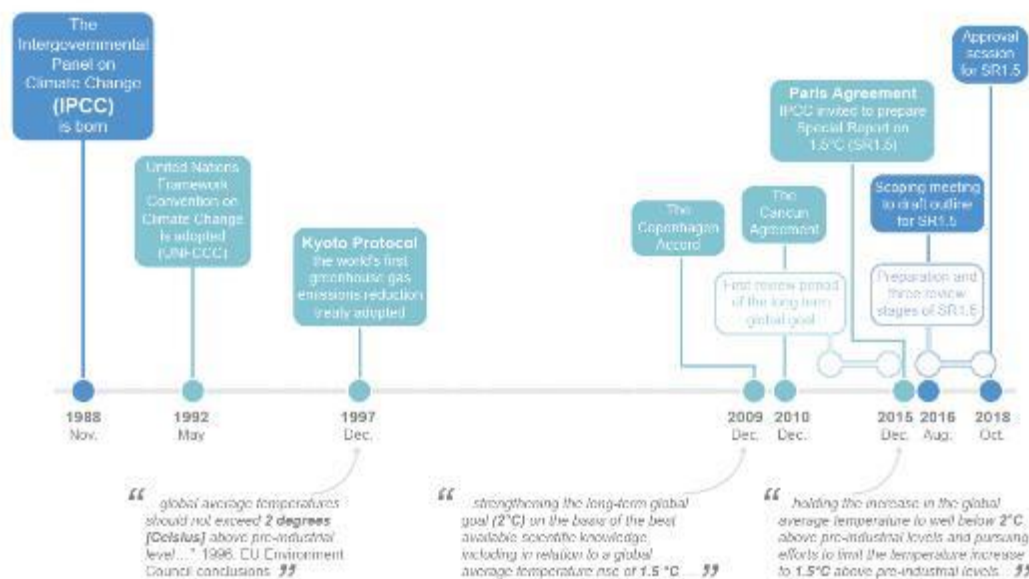 The
Intergovernmental
Panel on
Climate Change
(IPCC)
is born
United Nations
Framework
Convention on
Climate Change
is adopted
(UNFCCC)
Kyoto Protocol
the world's first
greenhouse gas
emissions reduction
treaty adopted
The
Copenhagen
Accord
The
Cancun
Agreement
First review period
of the long term
global goal
Paris Agreement
IPCC invited to prepare
Special Report on
1.5°C (SR1.5)
Scoping meeting
to draft outline
for SR1.5
Preparation and
three review
stages of SR1.5
Approval
session
for SR1.5
1988
Nov.
1992
May
1997
Dec.
2009
Dec.
2010
Dec.
2015
Dec.
2016
Aug.
2018
Oct.
“ global average temperatures
should not exceed 2 degrees
[Celsius] above pre-industrial
level…" 1996, EU Environment
Council conclusions ”
“ strengthening the long-term global
goal (2°C) on the basis of the best
available scientific knowledge
including in relation to a global
average temperature rise of 1.5 °C ”
“ holding the increase in the global
average temperature to well below 2°C
above pre-industrial levels and pursuing
efforts to limit the temperature increase
to 1.5°C above pre-industrial levels ”